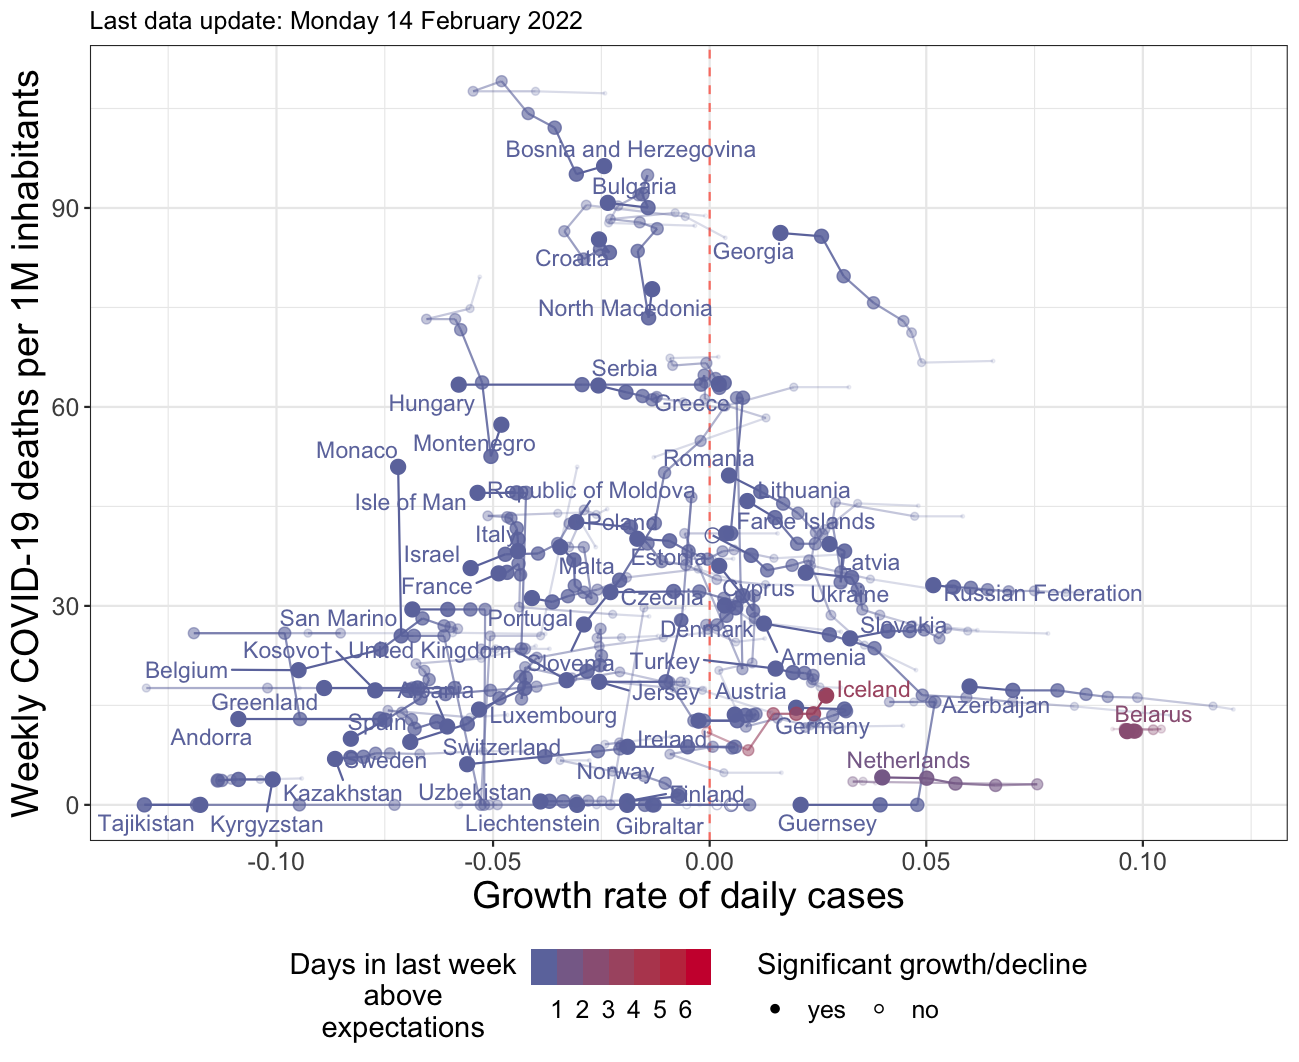 Last data update: Monday 14 February 2022
Weekly COVID-19 deaths per 1M inhabitants
90
60
30
0
Bosnia and Herzegovina
Bulgaria
Croatia
Georgia
North Macedonia
Serbia
Hungary
Greece
Montenegro
Monaco
Romania
Isle of Man
Republic of Moldova
Lithuania
Poland
Faroe Islands
Italy
Israel
Estonia
Latvia
Malta
France
Cyprus
Ukraine
Russian Federation
Czechia
San Marino
Portugal
Denmark
Slovakia
Kosovo†
United Kingdom
Belgium
Slovenia
Turkey
Armenia
Jersey
Austria
Iceland
Greenland
Azerbaijan
Luxembourg
Belarus
Spain
Germany
Andorra
Ireland
Switzerland
Sweden
Norway
Netherlands
Kazakhstan
Uzbekistan
Finland
Tajikistan
Kyrgyzstan
Liechtenstein
Gibraltar
Guernsey
-0.10
-0.05
0.00
0.05
0.10
Growth rate of daily cases
Days in last week
above
expectations
1 2 3 4 5 6
Significant growth/decline
yes
no